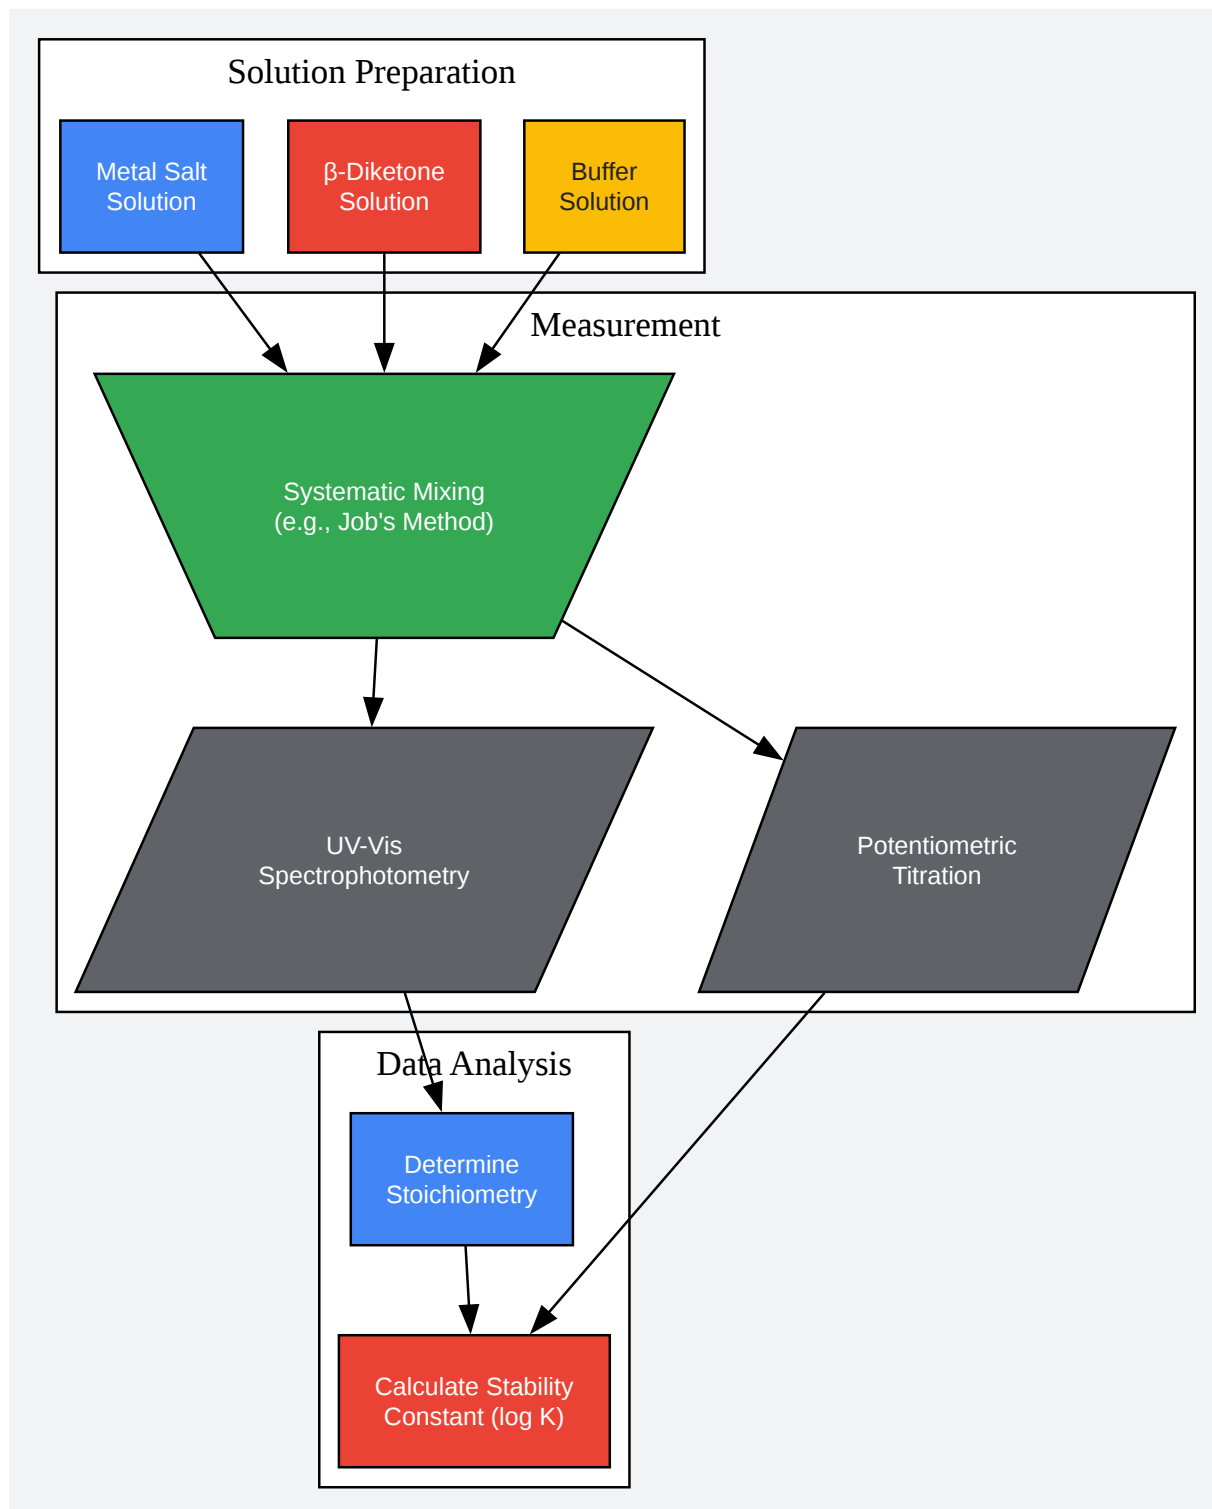 Solution Preparation
Metal Salt
Solution
β-Diketone
Solution
Buffer
Solution
Measurement
Systematic Mixing
(e.g., Job's Method)
UV-Vis
Spectrophotometry
Potentiometric
Titration
Data Analysis
Determine
Stoichiometry
Calculate Stability
Constant (log K)